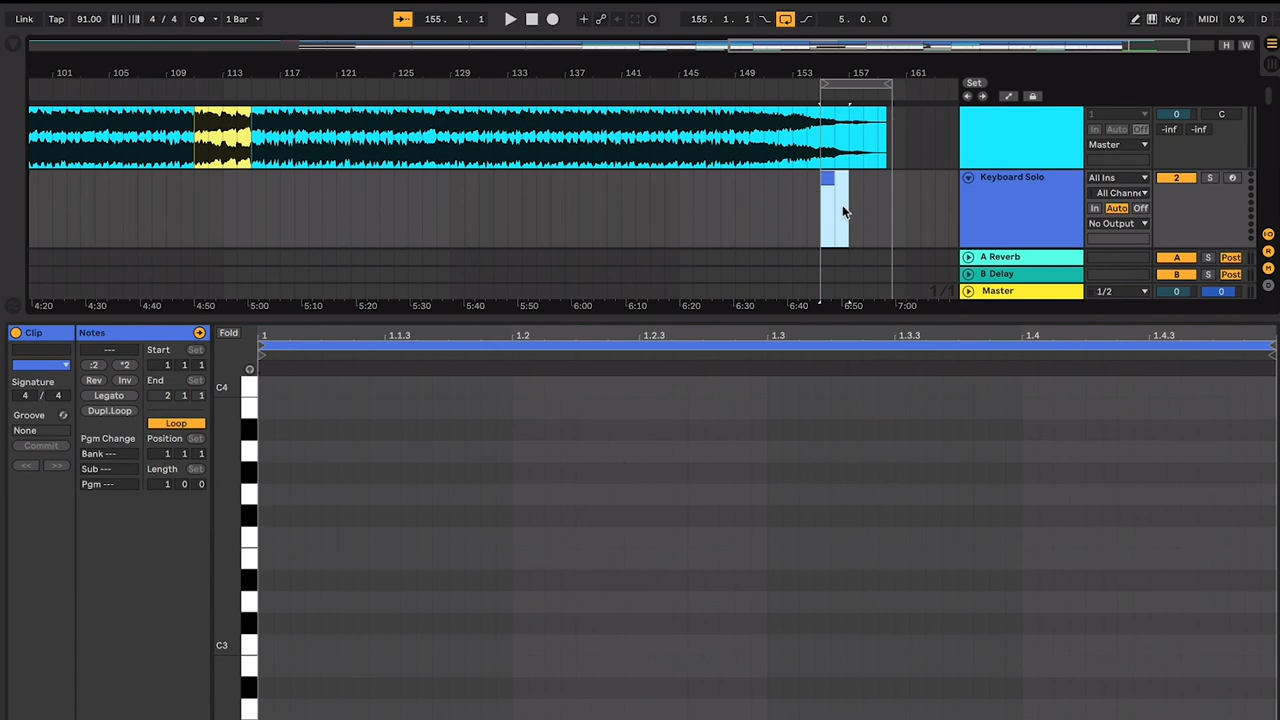 Link Tap 91.00 4 / 4 1 Bar 155. 1. 1 155. 1. 1 5. 0. 0 Key MIDI 0 % D
H W
101 105 109 113 117 121 125 129 133 137 141 145 149 153 157 161 Set
1 0 C
In Auto Off -inf -inf
Master
Keyboard Solo All Ins 2 S
All Channe
In Auto Off
No Output
A Reverb A S Post
B Delay B S Post
1/1 Master 1/2 0 0
4:20 4:30 4:40 4:50 5:00 5:10 5:20 5:30 5:40 5:50 6:00 6:10 6:20 6:30 6:40 6:50 7:00
I·O
R
M
D
Clip Notes Fold 1 1.1.3 1.2 1.2.3 1.3 1.3.3 1.4 1.4.3
--- Start Set
:2 *2 1 1 1
Signature Rev Inv End Set
4 / 4 Legato 2 1 1
Groove Dupl.Loop Loop
None
Commit Pgm Change Position Set
<< >> Bank --- 1 1 1
Sub --- Length Set
Pgm --- 1 0 0
C4
C3